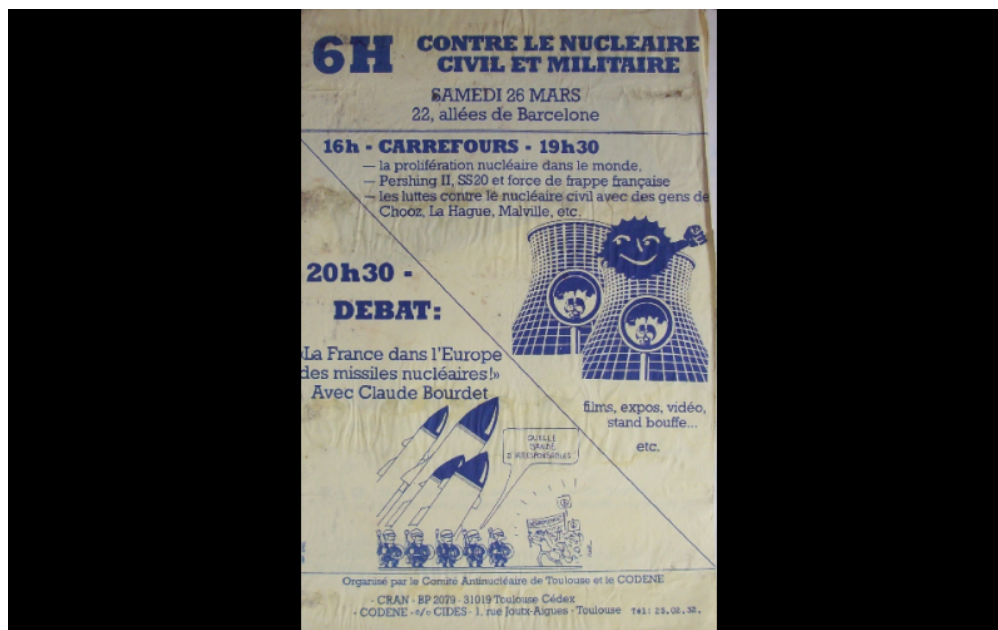 6H CONTRE LE NUCLEAIRE
CIVIL ET MILITAIRE
SAMEDI 26 MARS
22, allées de Barcelone
16h - CARREFOURS - 19h30
— la prolifération nucléaire dans le monde,
— Pershing II, SS20 et force de frappe française
— les luttes contre le nucléaire civil avec des gens de
Chooz, La Hague, Malville, etc.
20h30 -
DEBAT:
«La France dans l'Europe
des missiles nucléaires!»
Avec Claude Bourdet
films, expos, vidéo,
stand bouffe...
etc.
QUELLE
BANDE
D'IRRESPONSABLES
Organisé par le Comité Antinucléaire de Toulouse et le CODENE
- CRAN - BP 2079 - 31019 Toulouse Cédex
- CODENE - c/o CIDES - 1, rue Joutx-Aigues - Toulouse Tél: 25.02.32.